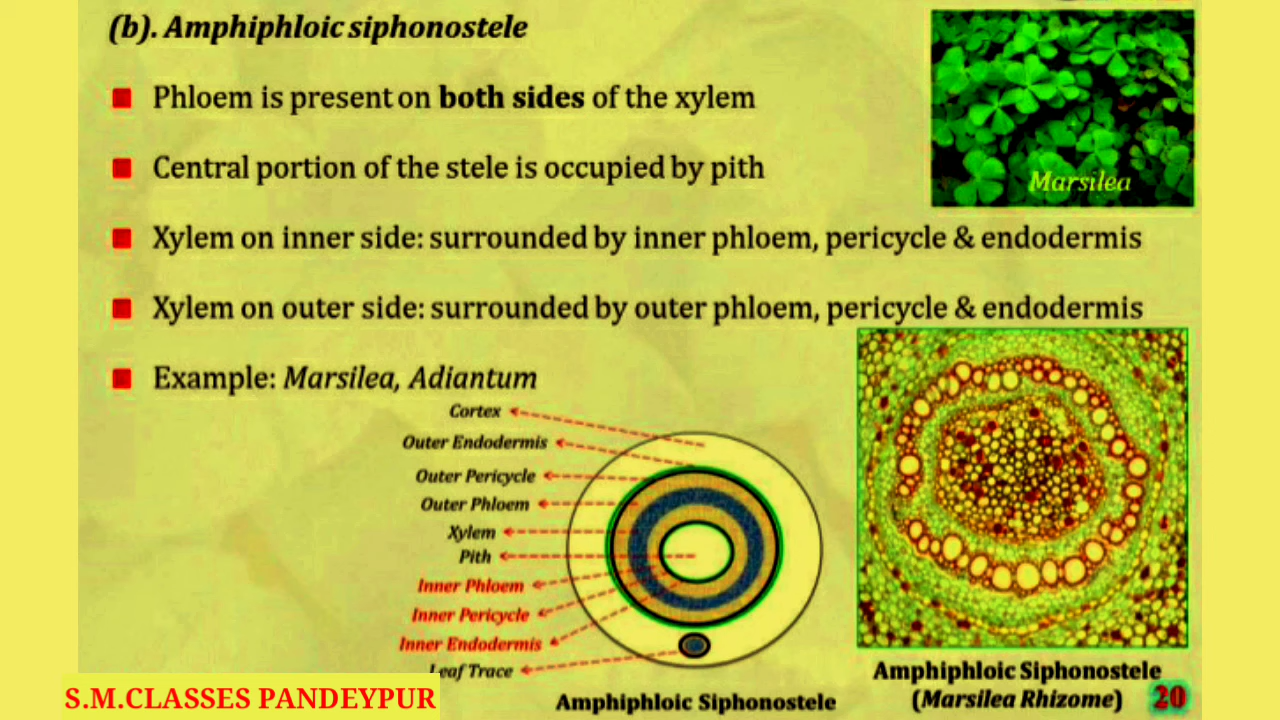 (b). Amphiphloic siphonostele
Phloem is present on both sides of the xylem
Central portion of the stele is occupied by pith
Marsilea
Xylem on inner side: surrounded by inner phloem, pericycle & endodermis
Xylem on outer side: surrounded by outer phloem, pericycle & endodermis
Example: Marsilea, Adiantum
Cortex
Outer Endodermis
Outer Pericycle
Outer Phloem
Xylem
Pith
Inner Phloem
Inner Pericycle
Inner Endodermis
Leaf Trace
Amphiphloic Siphonostele
Amphiphloic Siphonostele
(Marsilea Rhizome)
20
S.M.CLASSES PANDEYPUR